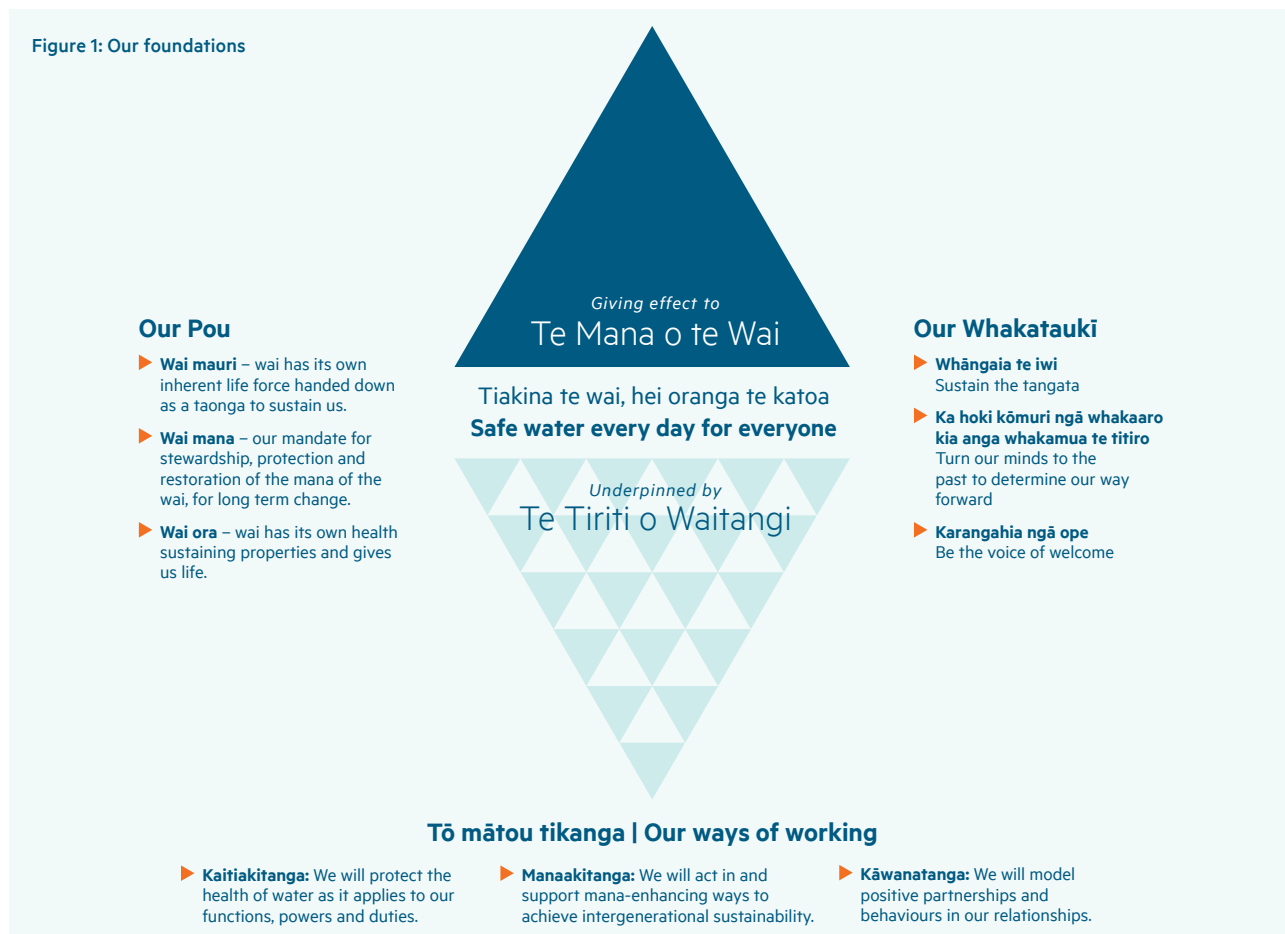 Figure 1: Our foundations
Giving effect to
Te Mana o te Wai
Tiakina te wai, hei oranga te katoa
Safe water every day for everyone
Underpinned by
Te Tiriti o Waitangi
Our Pou
Wai mauri – wai has its own
inherent life force handed down
as a taonga to sustain us.
Wai mana – our mandate for
stewardship, protection and
restoration of the mana of the
wai, for long term change.
Wai ora – wai has its own health
sustaining properties and gives
us life.
Our Whakataukī
Whāngaia te iwi
Sustain the tangata
Ka hoki kōmuri ngā whakaaro
kia anga whakamua te titiro
Turn our minds to the
past to determine our way
forward
Karangahia ngā ope
Be the voice of welcome
Tō mātou tikanga | Our ways of working
Kaitiakitanga: We will protect the
health of water as it applies to our
functions, powers and duties.
Manaakitanga: We will act in and
support mana-enhancing ways to
achieve intergenerational sustainability.
Kāwanatanga: We will model
positive partnerships and
behaviours in our relationships.